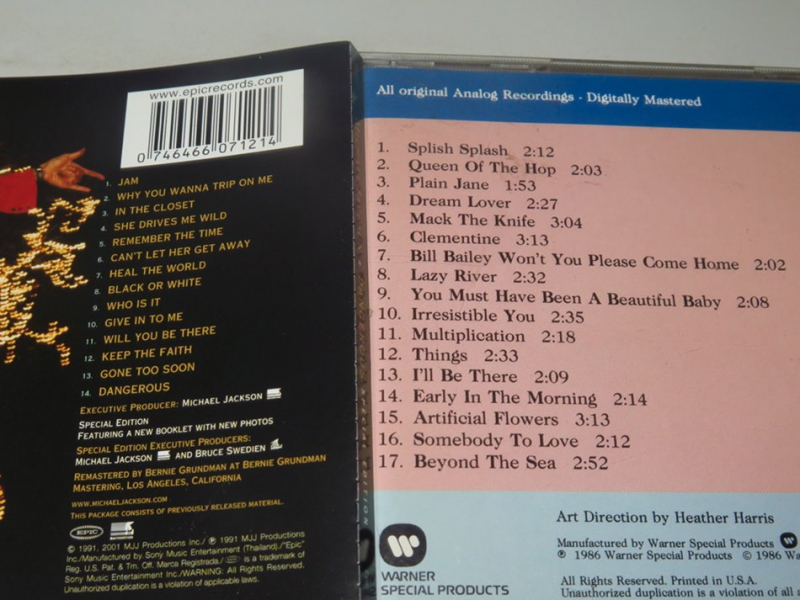 www.epicrecords.com
0 746466 071214
1. JAM
2. WHY YOU WANNA TRIP ON ME
3. IN THE CLOSET
4. SHE DRIVES ME WILD
5. REMEMBER THE TIME
6. CAN'T LET HER GET AWAY
7. HEAL THE WORLD
8. BLACK OR WHITE
9. WHO IS IT
10. GIVE IN TO ME
11. WILL YOU BE THERE
12. KEEP THE FAITH
13. GONE TOO SOON
14. DANGEROUS
EXECUTIVE PRODUCER: MICHAEL JACKSON
SPECIAL EDITION
FEATURING A NEW BOOKLET WITH NEW PHOTOS
SPECIAL EDITION EXECUTIVE PRODUCERS:
MICHAEL JACKSON AND BRUCE SWEDIEN
REMASTERED BY BERNIE GRUNDMAN AT BERNIE GRUNDMAN
MASTERING, LOS ANGELES, CALIFORNIA
WWW.MICHAELJACKSON.COM
THIS PACKAGE CONSISTS OF PREVIOUSLY RELEASED MATERIAL.
EPIC
© 1991, 2001 MJJ Productions Inc./ ℗ 1991 MJJ Productions
Inc./Manufactured by Sony Music Entertainment (Thailand)./"Epic"
Reg. U.S. Pat. & Tm. Off. Marca Registrada./ is a trademark of
Sony Music Entertainment Inc./WARNING: All Rights Reserved.
Unauthorized duplication is a violation of applicable laws.
All original Analog Recordings - Digitally Mastered
1. Splish Splash 2:12
2. Queen Of The Hop 2:03
3. Plain Jane 1:53
4. Dream Lover 2:27
5. Mack The Knife 3:04
6. Clementine 3:13
7. Bill Bailey Won't You Please Come Home 2:02
8. Lazy River 2:32
9. You Must Have Been A Beautiful Baby 2:08
10. Irresistible You 2:35
11. Multiplication 2:18
12. Things 2:33
13. I'll Be There 2:09
14. Early In The Morning 2:14
15. Artificial Flowers 3:13
16. Somebody To Love 2:12
17. Beyond The Sea 2:52
Art Direction by Heather Harris
Manufactured by Warner Special Products
℗ 1986 Warner Special Products © 1986 W
All Rights Reserved. Printed in U.S.A.
Unauthorized duplication is a violation of all a
WARNER
SPECIAL PRODUCTS